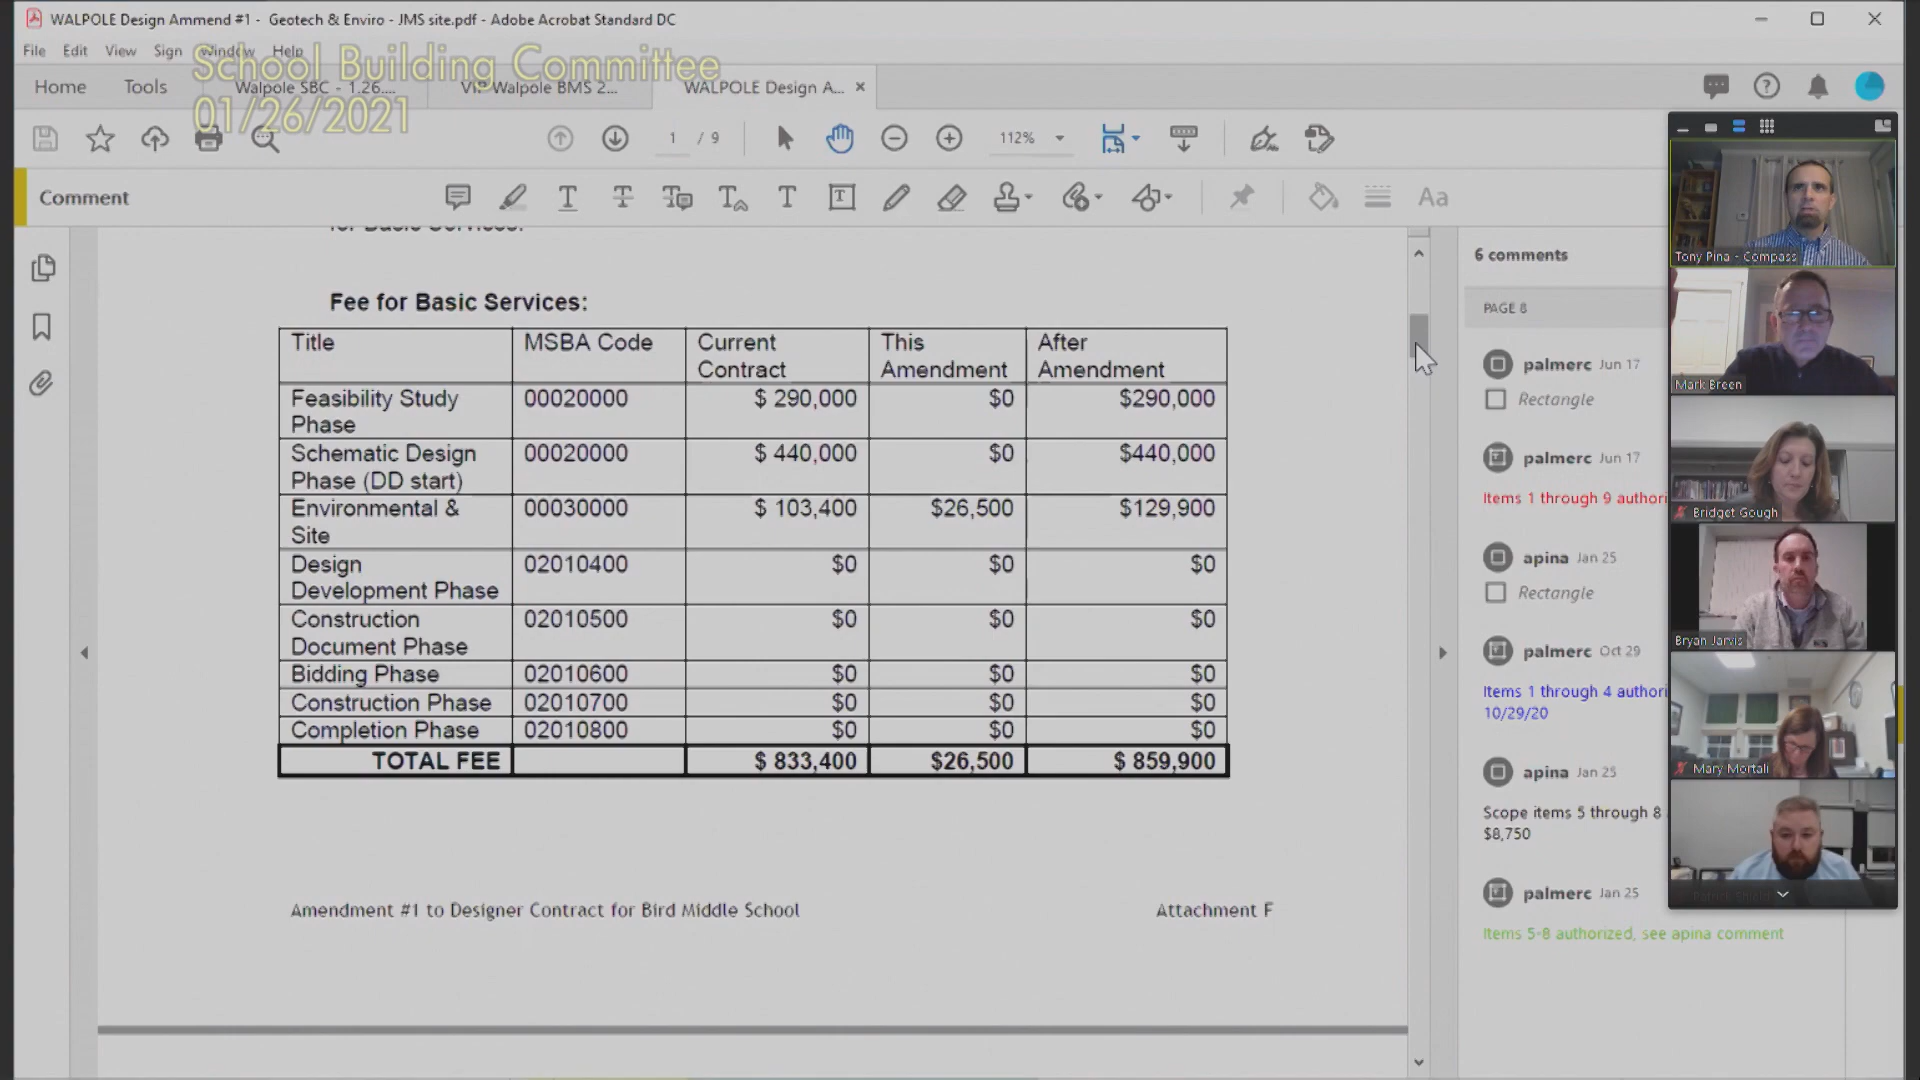 WALPOLE Design Ammend #1 - Geotech & Enviro - JMS site.pdf - Adobe Acrobat Standard DC
File Edit View Sign Window Help
School Building Committee
01/26/2021
Home Tools Walpole SBC - 1.26.... VIP Walpole BMS 2... WALPOLE Design A... ×
1 / 9 112%
Comment
for Basic Services.
Fee for Basic Services:
Title MSBA Code Current Contract This Amendment After Amendment
Feasibility Study Phase 00020000 $ 290,000 $0 $290,000
Schematic Design Phase (DD start) 00020000 $ 440,000 $0 $440,000
Environmental & Site 00030000 $ 103,400 $26,500 $129,900
Design Development Phase 02010400 $0 $0 $0
Construction Document Phase 02010500 $0 $0 $0
Bidding Phase 02010600 $0 $0 $0
Construction Phase 02010700 $0 $0 $0
Completion Phase 02010800 $0 $0 $0
TOTAL FEE $ 833,400 $26,500 $ 859,900
Amendment #1 to Designer Contract for Bird Middle School Attachment F
6 comments
PAGE 8
palmerc Jun 17
Rectangle
palmerc Jun 17
Items 1 through 9 authori
apina Jan 25
Rectangle
palmerc Oct 29
Items 1 through 4 authori
10/29/20
apina Jan 25
Scope items 5 through 8
$8,750
palmerc Jan 25
Items 5-8 authorized, see apina comment
Tony Pina - Compass
Mark Breen
Bridget Gough
Bryan Jarvis
Mary Mortali